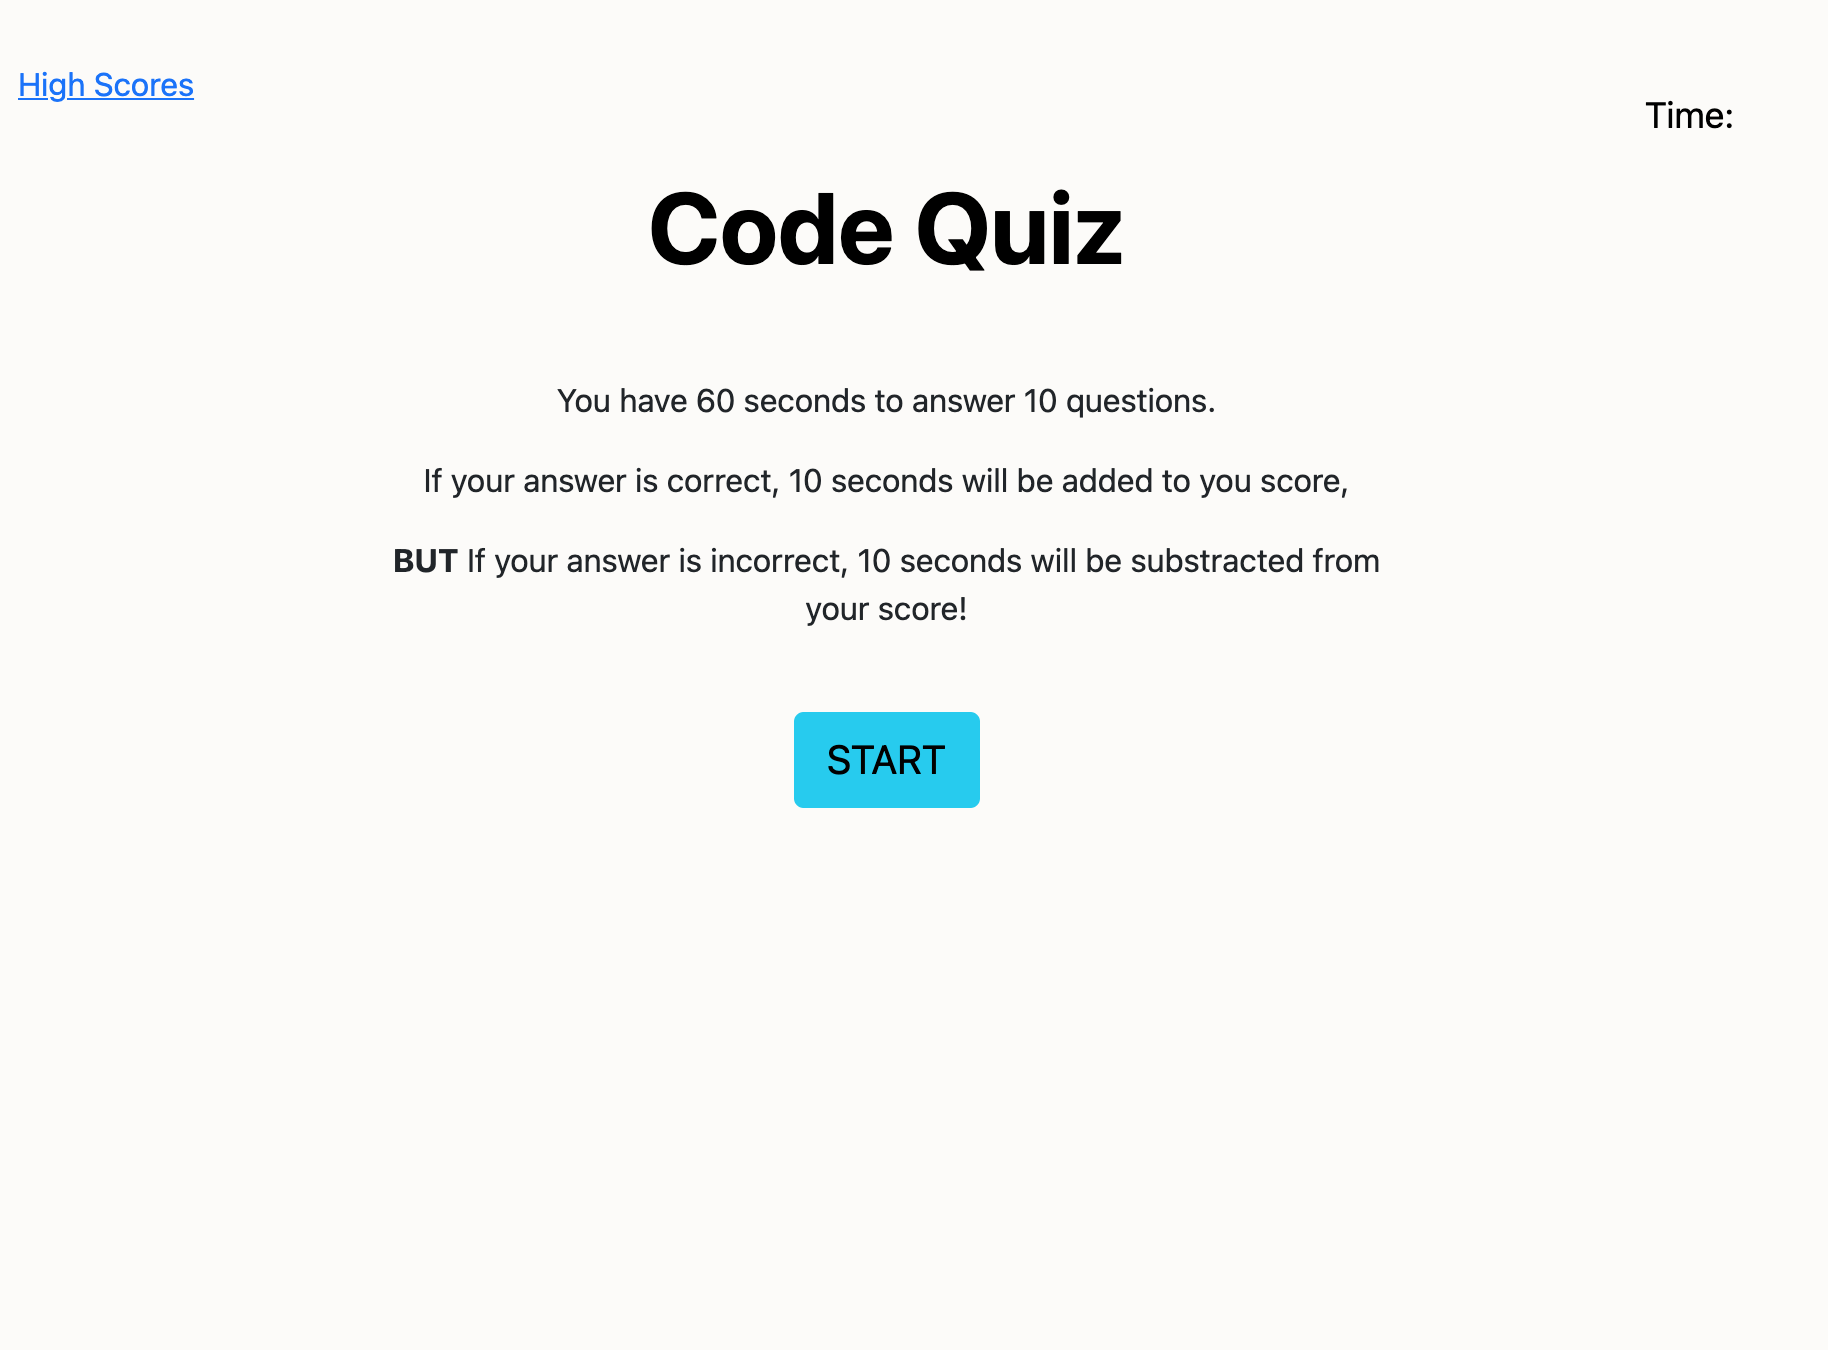 High Scores
Time:
Code Quiz
You have 60 seconds to answer 10 questions.
If your answer is correct, 10 seconds will be added to you score,
BUT If your answer is incorrect, 10 seconds will be substracted from
your score!
START